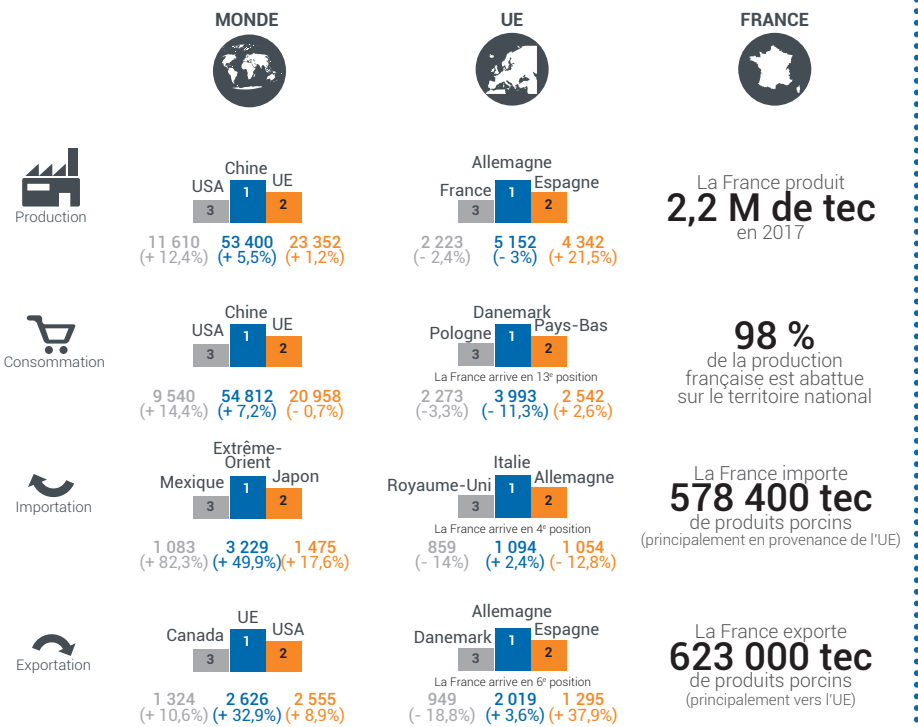 MONDE
UE
FRANCE
Production
Chine
USA
UE
1
2
3
11 610
53 400
23 352
(+ 12,4%)
(+ 5,5%)
(+ 1,2%)
Allemagne
France
Espagne
1
2
3
2 223
5 152
4 342
(- 2,4%)
(- 3%)
(+ 21,5%)
La France produit
2,2 M de tec
en 2017
Consommation
Chine
USA
UE
1
2
3
9 540
54 812
20 958
(+ 14,4%)
(+ 7,2%)
(- 0,7%)
Danemark
Pologne
Pays-Bas
1
2
3
La France arrive en 13e position
2 273
3 993
2 542
(-3,3%)
(- 11,3%)
(+ 2,6%)
98 %
de la production
française est abattue
sur le territoire national
Importation
Extrême-
Orient
Mexique
Japon
1
2
3
1 083
3 229
1 475
(+ 82,3%)
(+ 49,9%)
(+ 17,6%)
Italie
Royaume-Uni
Allemagne
1
2
3
La France arrive en 4e position
859
1 094
1 054
(- 14%)
(+ 2,4%)
(- 12,8%)
La France importe
578 400 tec
de produits porcins
(principalement en provenance de l'UE)
Exportation
UE
Canada
USA
1
2
3
1 324
2 626
2 555
(+ 10,6%)
(+ 32,9%)
(+ 8,9%)
Allemagne
Danemark
Espagne
1
2
3
La France arrive en 6e position
949
2 019
1 295
(- 18,8%)
(+ 3,6%)
(+ 37,9%)
La France exporte
623 000 tec
de produits porcins
(principalement vers l'UE)